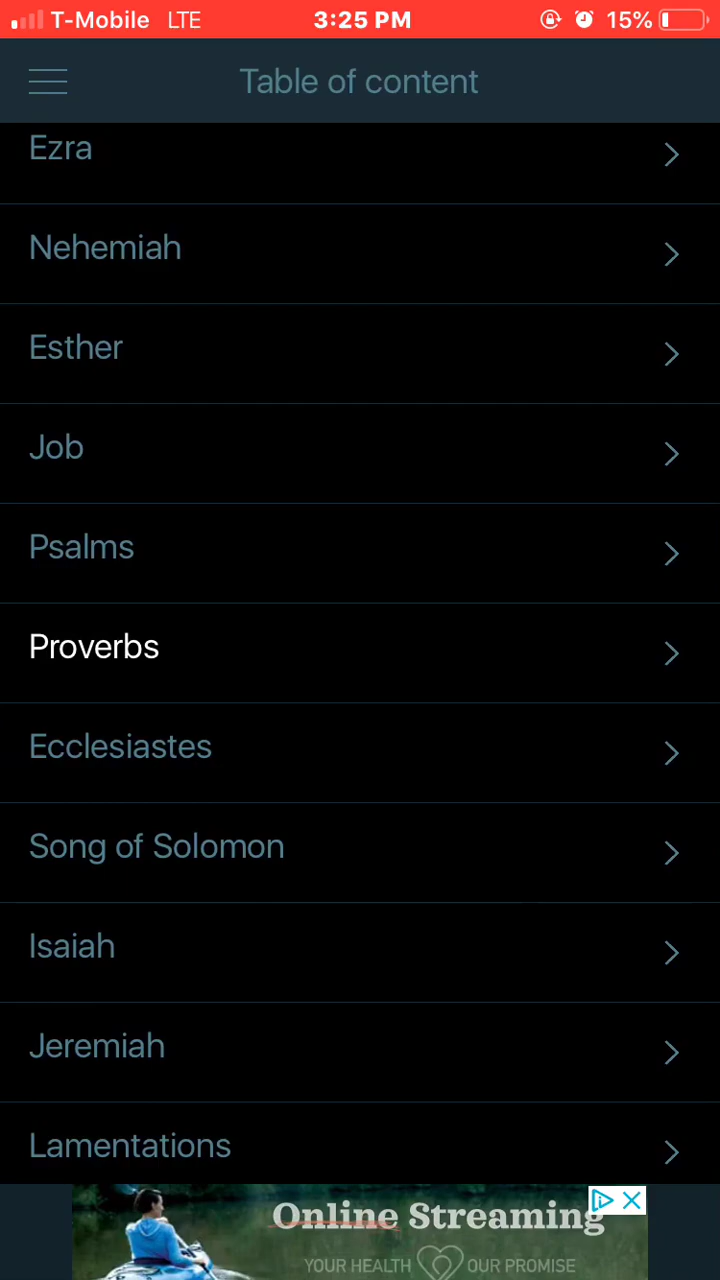 T-Mobile LTE 3:25 PM 15%
Table of content
Ezra
Nehemiah
Esther
Job
Psalms
Proverbs
Ecclesiastes
Song of Solomon
Isaiah
Jeremiah
Lamentations
Online Streaming
YOUR HEALTH OUR PROMISE